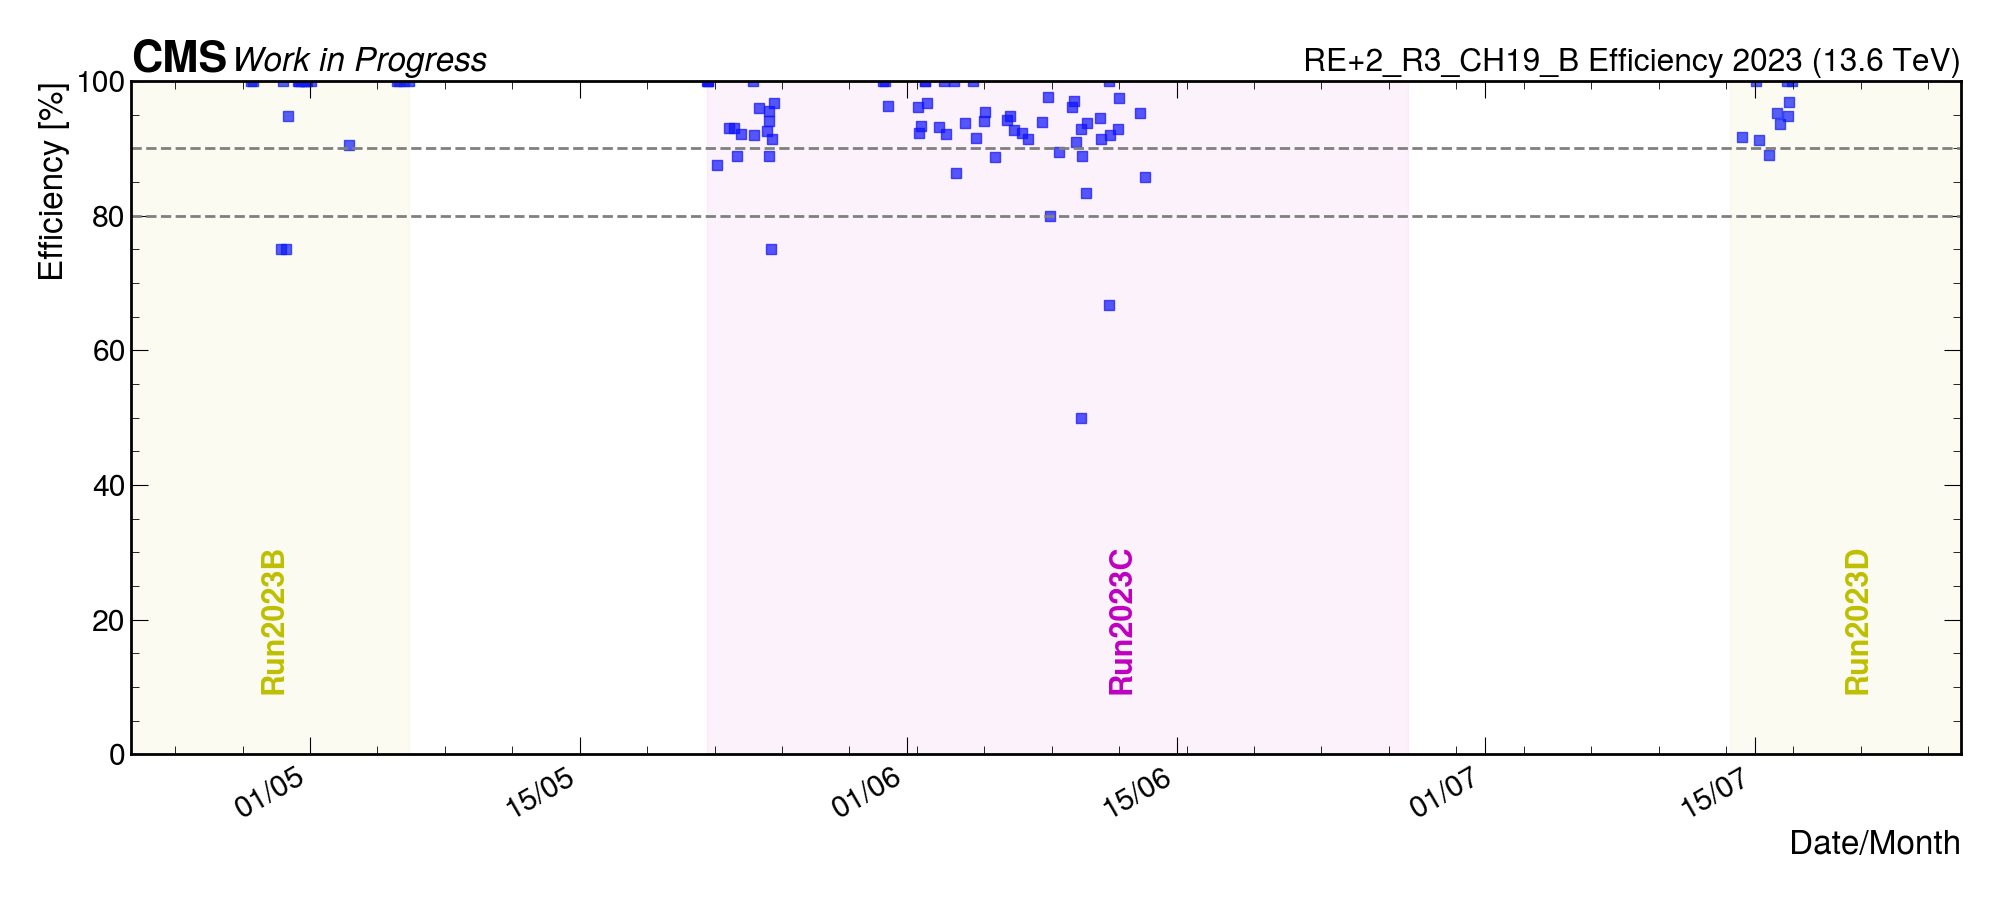 CMS Work in Progress
RE+2_R3_CH19_B Efficiency 2023 (13.6 TeV)
Efficiency [%]
100
80
60
40
20
0
Run2023B
Run2023C
Run2023D
01/05
15/05
01/06
15/06
01/07
15/07
Date/Month